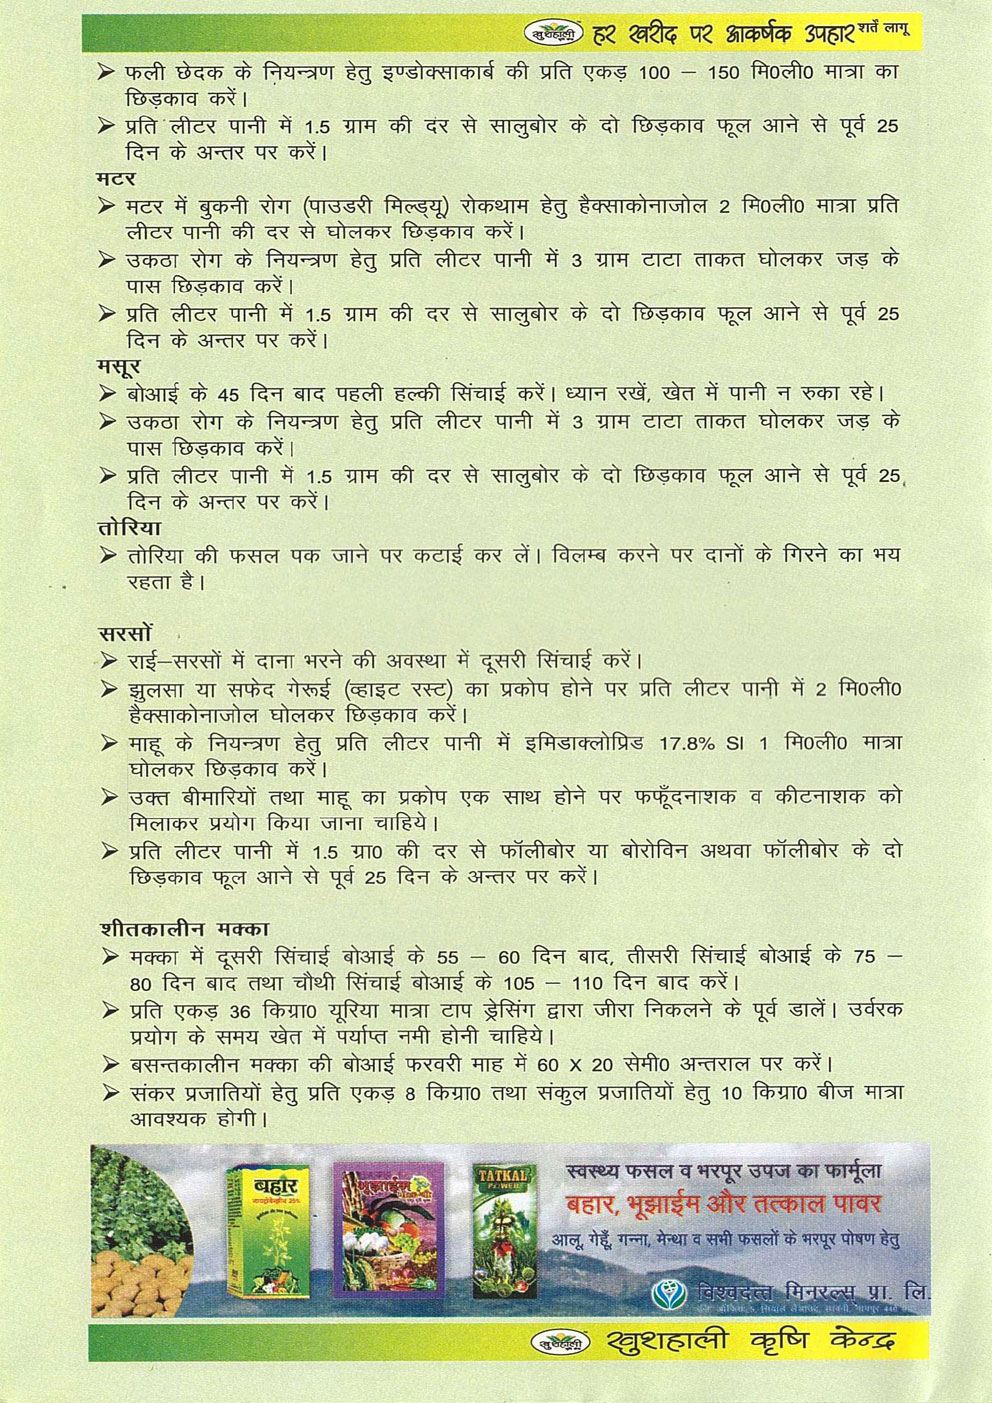 खुशहाली हर खरीद पर आकर्षक उपहार शर्तें लागू
➢ फली छेदक के नियन्त्रण हेतु इण्डोक्साकार्ब की प्रति एकड़ 100 – 150 मि0ली0 मात्रा का
छिड़काव करें।
➢ प्रति लीटर पानी में 1.5 ग्राम की दर से सालुबोर के दो छिड़काव फूल आने से पूर्व 25
दिन के अन्तर पर करें।
मटर
➢ मटर में बुकनी रोग (पाउडरी मिल्ड्यू) रोकथाम हेतु हैक्साकोनाजोल 2 मि0ली0 मात्रा प्रति
लीटर पानी की दर से घोलकर छिड़काव करें।
➢ उकठा रोग के नियन्त्रण हेतु प्रति लीटर पानी में 3 ग्राम टाटा ताकत घोलकर जड़ के
पास छिड़काव करें।
➢ प्रति लीटर पानी में 1.5 ग्राम की दर से सालुबोर के दो छिड़काव फूल आने से पूर्व 25
दिन के अन्तर पर करें।
मसूर
➢ बोआई के 45 दिन बाद पहली हल्की सिंचाई करें। ध्यान रखें, खेत में पानी न रुका रहे।
➢ उकठा रोग के नियन्त्रण हेतु प्रति लीटर पानी में 3 ग्राम टाटा ताकत घोलकर जड़ के
पास छिड़काव करें।
➢ प्रति लीटर पानी में 1.5 ग्राम की दर से सालुबोर के दो छिड़काव फूल आने से पूर्व 25
दिन के अन्तर पर करें।
तोरिया
➢ तोरिया की फसल पक जाने पर कटाई कर लें। विलम्ब करने पर दानों के गिरने का भय
रहता है।
सरसों
➢ राई–सरसों में दाना भरने की अवस्था में दूसरी सिंचाई करें।
➢ झुलसा या सफेद गेरूई (व्हाइट रस्ट) का प्रकोप होने पर प्रति लीटर पानी में 2 मि0ली0
हैक्साकोनाजोल घोलकर छिड़काव करें।
➢ माहू के नियन्त्रण हेतु प्रति लीटर पानी में इमिडाक्लोप्रिड 17.8% Sl 1 मि0ली0 मात्रा
घोलकर छिड़काव करें।
➢ उक्त बीमारियों तथा माहू का प्रकोप एक साथ होने पर फफूँदनाशक व कीटनाशक को
मिलाकर प्रयोग किया जाना चाहिये।
➢ प्रति लीटर पानी में 1.5 ग्रा0 की दर से फॉलीबोर या बोरोविन अथवा फॉलीबोर के दो
छिड़काव फूल आने से पूर्व 25 दिन के अन्तर पर करें।
शीतकालीन मक्का
➢ मक्का में दूसरी सिंचाई बोआई के 55 – 60 दिन बाद, तीसरी सिंचाई बोआई के 75 –
80 दिन बाद तथा चौथी सिंचाई बोआई के 105 – 110 दिन बाद करें।
➢ प्रति एकड़ 36 किग्रा0 यूरिया मात्रा टाप ड्रेसिंग द्वारा जीरा निकलने के पूर्व डालें। उर्वरक
प्रयोग के समय खेत में पर्याप्त नमी होनी चाहिये।
➢ बसन्तकालीन मक्का की बोआई फरवरी माह में 60 X 20 सेमी0 अन्तराल पर करें।
➢ संकर प्रजातियों हेतु प्रति एकड़ 8 किग्रा0 तथा संकुल प्रजातियों हेतु 10 किग्रा0 बीज मात्रा
आवश्यक होगी।
बहार
भूझाईम
TATKAL
POWER
स्वस्थ्य फसल व भरपूर उपज का फार्मूला
बहार, भूझाईम और तत्काल पावर
आलू, गेहूँ, गन्ना, मेन्था व सभी फसलों के भरपूर पोषण हेतु
विश्वदत्त मिनरल्स प्रा. लि.
खुशहाली खुशहाली कृषि केन्द्र